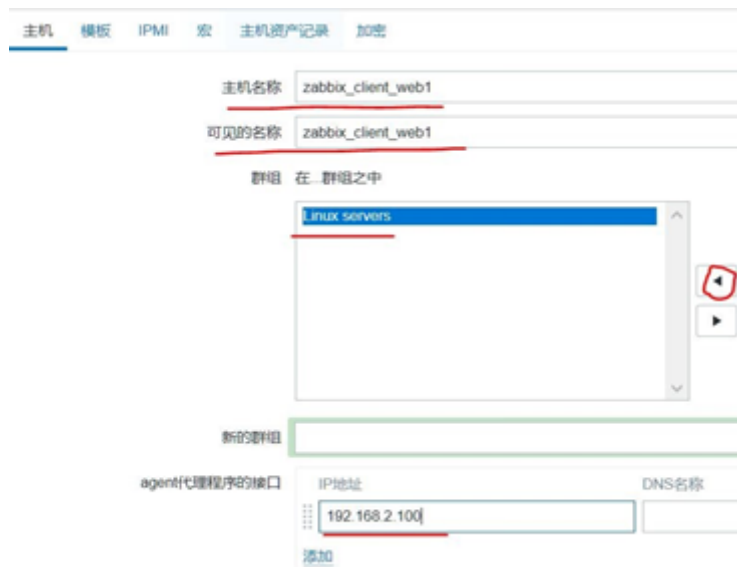 主机 模板 IPMI 宏 主机资产记录 加密
主机名称 zabbix_client_web1
可见的名称 zabbix_client_web1
群组 在...群组之中
Linux servers
新的群组
agent代理程序的接口 IP地址 DNS名称
192.168.2.100
添加